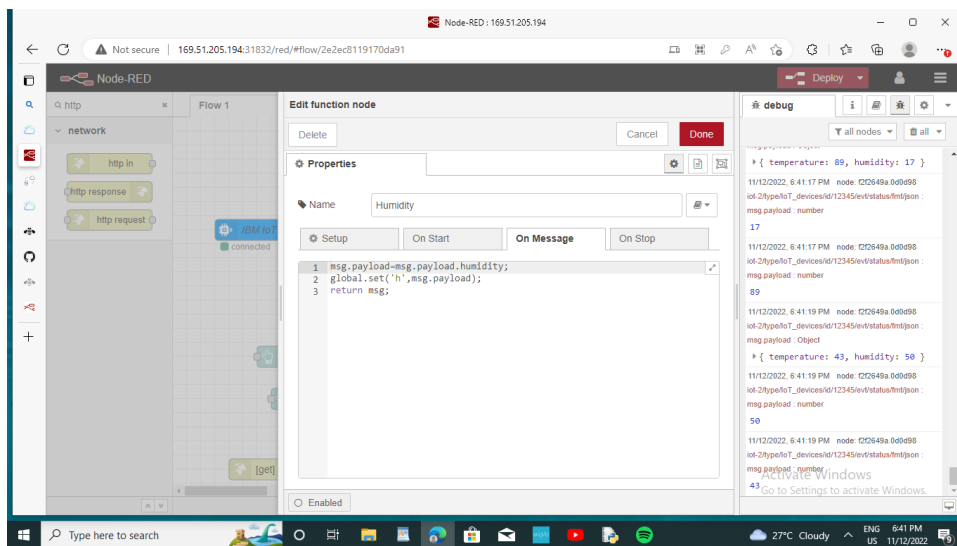 Node-RED : 169.51.205.194
Not secure | 169.51.205.194:31832/red/#flow/2e2ec8119170da91
Node-RED
Deploy
http
Flow 1
network
http in
http response
http request
IBM IoT
connected
[get]
Edit function node
Delete
Cancel
Done
Properties
Name
Humidity
Setup
On Start
On Message
On Stop
1 msg.payload=msg.payload.humidity;
2 global.set('h',msg.payload);
3 return msg;
Enabled
debug
all nodes
all
{ temperature: 89, humidity: 17 }
11/12/2022, 6:41:17 PM node: f2f2649a.0d0d98
iot-2/type/IoT_devices/id/12345/evt/status/fmt/json :
msg.payload : number
17
11/12/2022, 6:41:17 PM node: f2f2649a.0d0d98
iot-2/type/IoT_devices/id/12345/evt/status/fmt/json :
msg.payload : number
89
11/12/2022, 6:41:19 PM node: f2f2649a.0d0d98
iot-2/type/IoT_devices/id/12345/evt/status/fmt/json :
msg.payload : Object
{ temperature: 43, humidity: 50 }
11/12/2022, 6:41:19 PM node: f2f2649a.0d0d98
iot-2/type/IoT_devices/id/12345/evt/status/fmt/json :
msg.payload : number
50
11/12/2022, 6:41:19 PM node: f2f2649a.0d0d98
iot-2/type/IoT_devices/id/12345/evt/status/fmt/json :
msg.payload : number
43
Activate Windows
Go to Settings to activate Windows.
Type here to search
27°C Cloudy
ENG
US
6:41 PM
11/12/2022